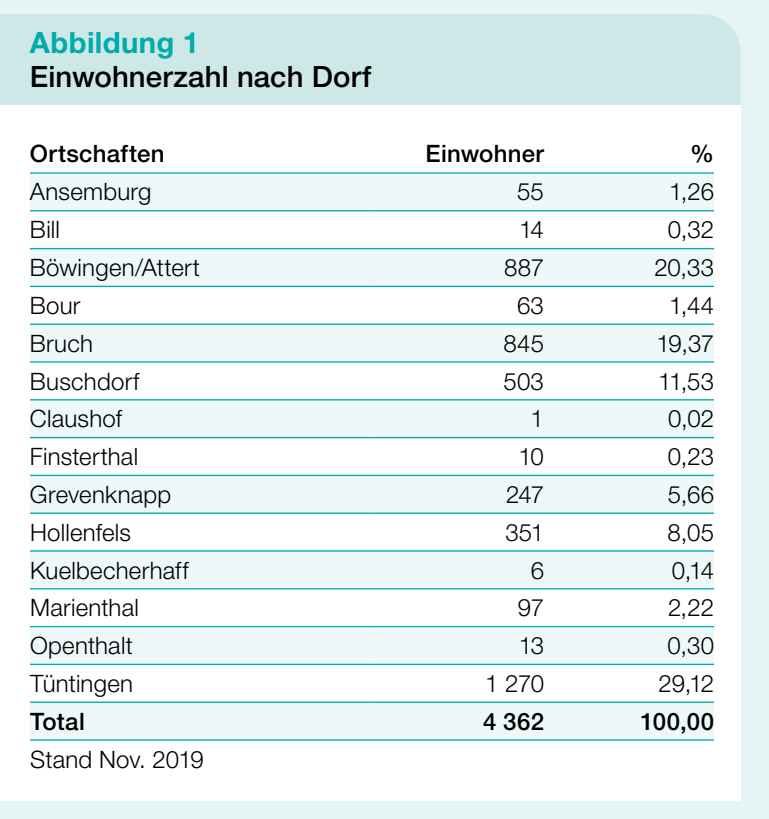 Abbildung 1
Einwohnerzahl nach Dorf
Ortschaften Einwohner %
Ansemburg 55 1,26
Bill 14 0,32
Böwingen/Attert 887 20,33
Bour 63 1,44
Bruch 845 19,37
Buschdorf 503 11,53
Claushof 1 0,02
Finsterthal 10 0,23
Grevenknapp 247 5,66
Hollenfels 351 8,05
Kuelbecherhaff 6 0,14
Marienthal 97 2,22
Openthalt 13 0,30
Tüntingen 1 270 29,12
Total 4 362 100,00
Stand Nov. 2019